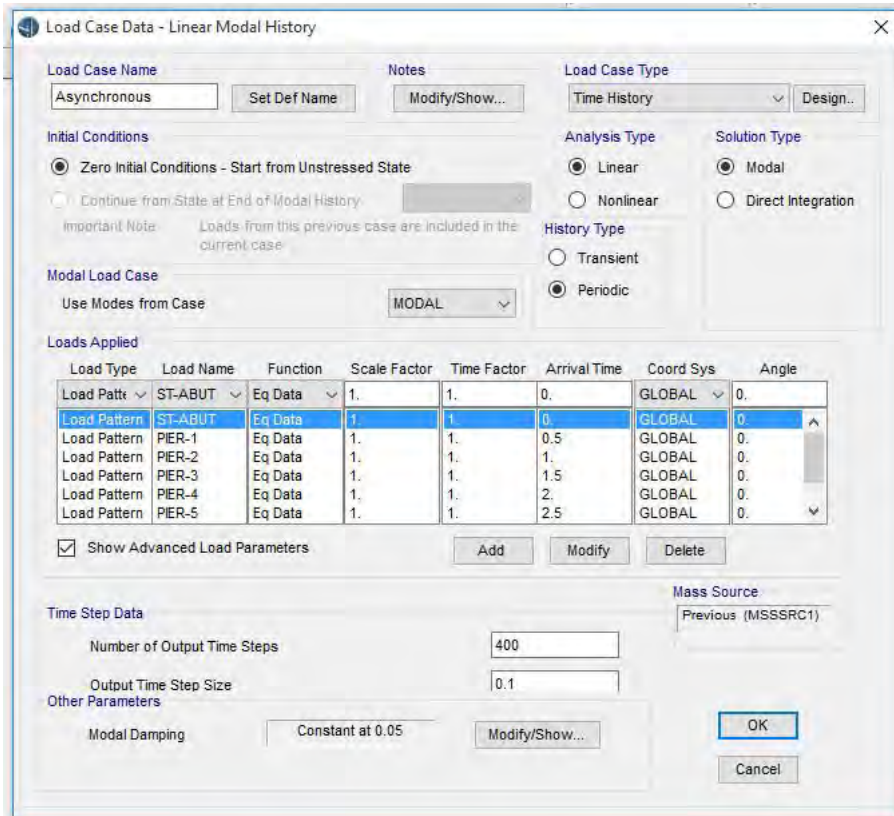 Load Case Data - Linear Modal History
Load Case Name Notes Load Case Type
Asynchronous Set Def Name Modify/Show... Time History Design..
Initial Conditions Analysis Type Solution Type
Zero Initial Conditions - Start from Unstressed State Linear Modal
Continue from State at End of Modal History Nonlinear Direct Integration
Important Note: Loads from this previous case are included in the
current case
History Type
Transient
Modal Load Case
Use Modes from Case MODAL Periodic
Loads Applied
Load Type Load Name Function Scale Factor Time Factor Arrival Time Coord Sys Angle
Load Patte ST-ABUT Eq Data 1. 1. 0. GLOBAL 0.
Load Pattern ST-ABUT Eq Data 1. 1. 0. GLOBAL 0.
Load Pattern PIER-1 Eq Data 1. 1. 0.5 GLOBAL 0.
Load Pattern PIER-2 Eq Data 1. 1. 1. GLOBAL 0.
Load Pattern PIER-3 Eq Data 1. 1. 1.5 GLOBAL 0.
Load Pattern PIER-4 Eq Data 1. 1. 2. GLOBAL 0.
Load Pattern PIER-5 Eq Data 1. 1. 2.5 GLOBAL 0.
Show Advanced Load Parameters Add Modify Delete
Mass Source
Previous (MSSSRC1)
Time Step Data
Number of Output Time Steps 400
Output Time Step Size 0.1
Other Parameters
Modal Damping Constant at 0.05 Modify/Show...
OK
Cancel